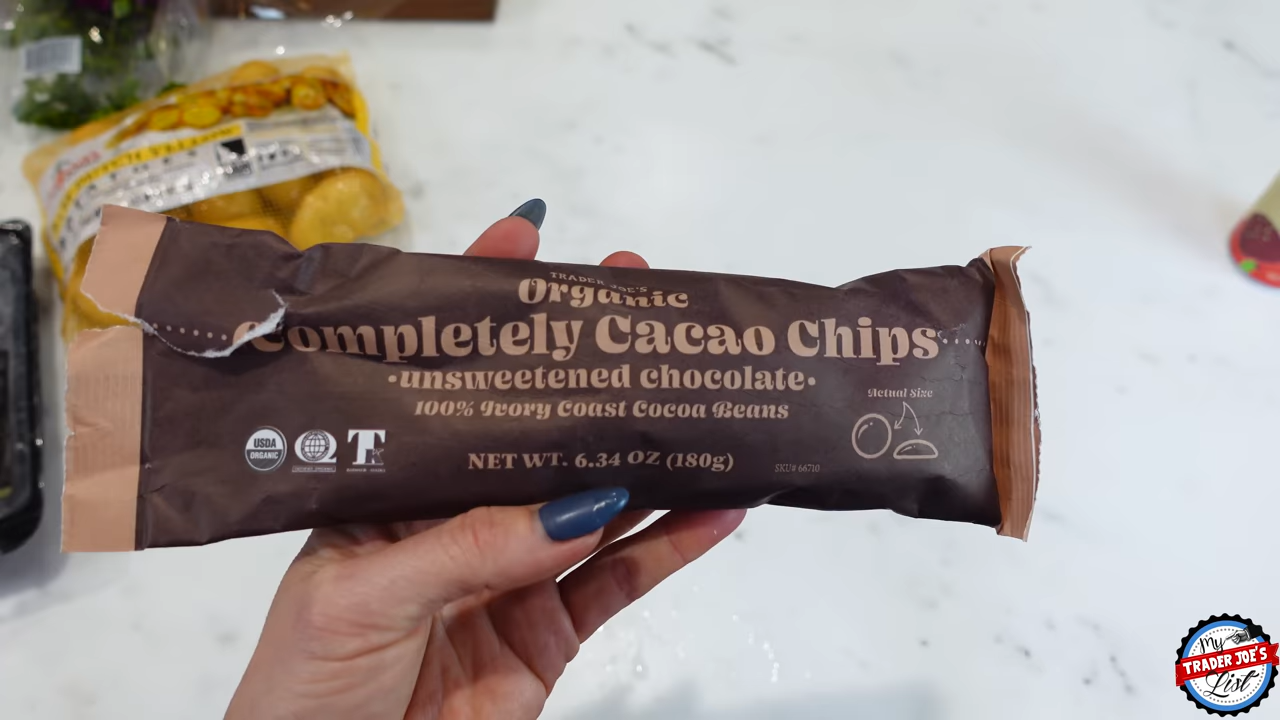 TRADER JOE'S
Organic
Completely Cacao Chips
•unsweetened chocolate•
100% Ivory Coast Cocoa Beans
Actual Size
USDA
ORGANIC
NET WT. 6.34 OZ (180g)
SKU# 66710
My
TRADER JOE'S
List